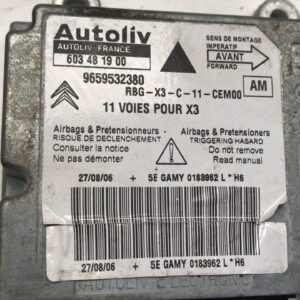 Autoliv
AUTOLIV FRANCE
603 48 19 00
9659532380
SENS DE MONTAGE
IMPERATIF
AVANT
FORWARD
RBG-X3-C-11-CEM00
AM
11 VOIES POUR X3
Airbags & Pretensionneurs
RISQUE DE DECLENCHEMENT
Consulter la notice
Ne pas démonter
Airbags & Pretensioners
TRIGGERING HASARD
Do not remove
Read manual
27/08/06 + 5E GAMY 0183962 L * H6
27/08/06 + 5E GAMY 0183962 L * H6
AUTOLIV ELECTRONIC